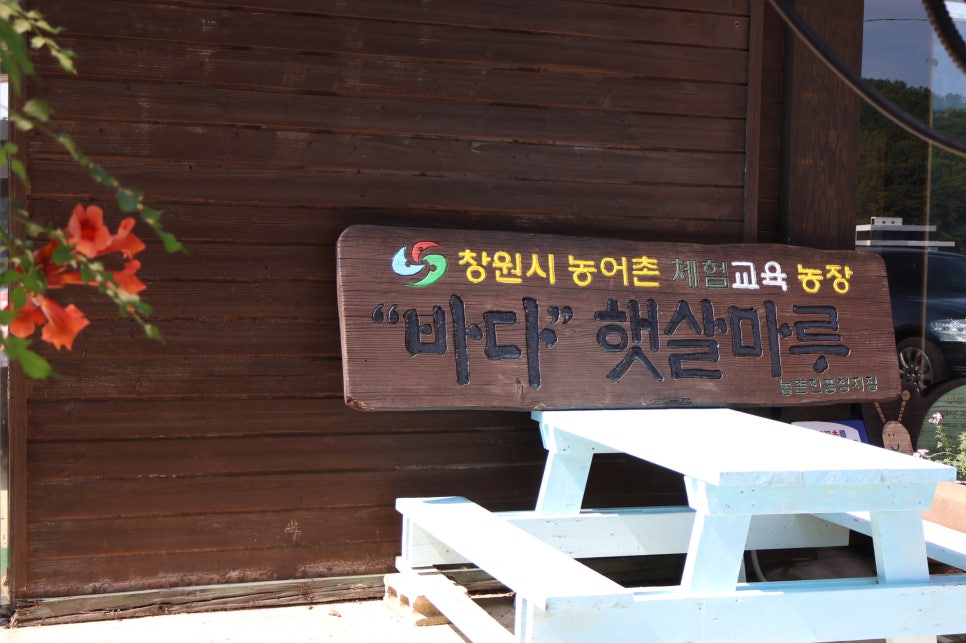 창원시 농어촌 체험교육 농장
“바다” 햇살마루
농촌진흥청지정